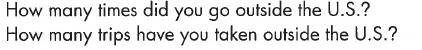 How many times did you go outside the U.S.?
How many trips have you taken outside the U.S.?